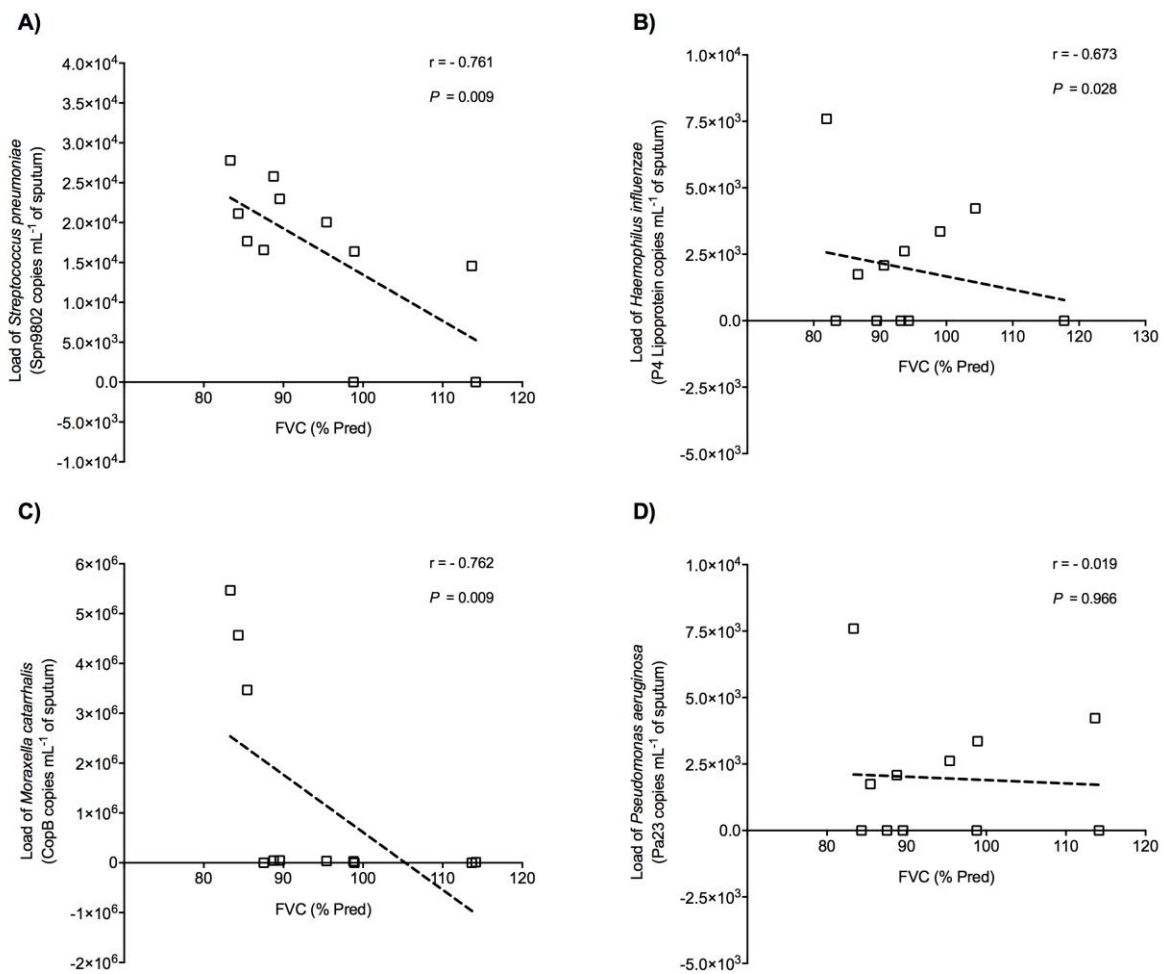 A)
r = - 0.761
P = 0.009
4.0×10⁴
3.5×10⁴
3.0×10⁴
2.5×10⁴
2.0×10⁴
1.5×10⁴
1.0×10⁴
5.0×10³
0.0
-5.0×10³
-1.0×10⁴
Load of Streptococcus pneumoniae
(Spn9802 copies mL⁻¹ of sputum)
80 90 100 110 120
FVC (% Pred)
B)
r = - 0.673
P = 0.028
1.0×10⁴
7.5×10³
5.0×10³
2.5×10³
0.0
-2.5×10³
-5.0×10³
Load of Haemophilus influenzae
(P4 Lipoprotein copies mL⁻¹ of sputum)
80 90 100 110 120 130
FVC (% Pred)
C)
r = - 0.762
P = 0.009
6×10⁶
5×10⁶
4×10⁶
3×10⁶
2×10⁶
1×10⁶
0
-1×10⁶
-2×10⁶
Load of Moraxella catarrhalis
(CopB copies mL⁻¹ of sputum)
80 90 100 110 120
FVC (% Pred)
D)
r = - 0.019
P = 0.966
1.0×10⁴
7.5×10³
5.0×10³
2.5×10³
0.0
-2.5×10³
-5.0×10³
Load of Pseudomonas aeruginosa
(Pa23 copies mL⁻¹ of sputum)
80 90 100 110 120
FVC (% Pred)